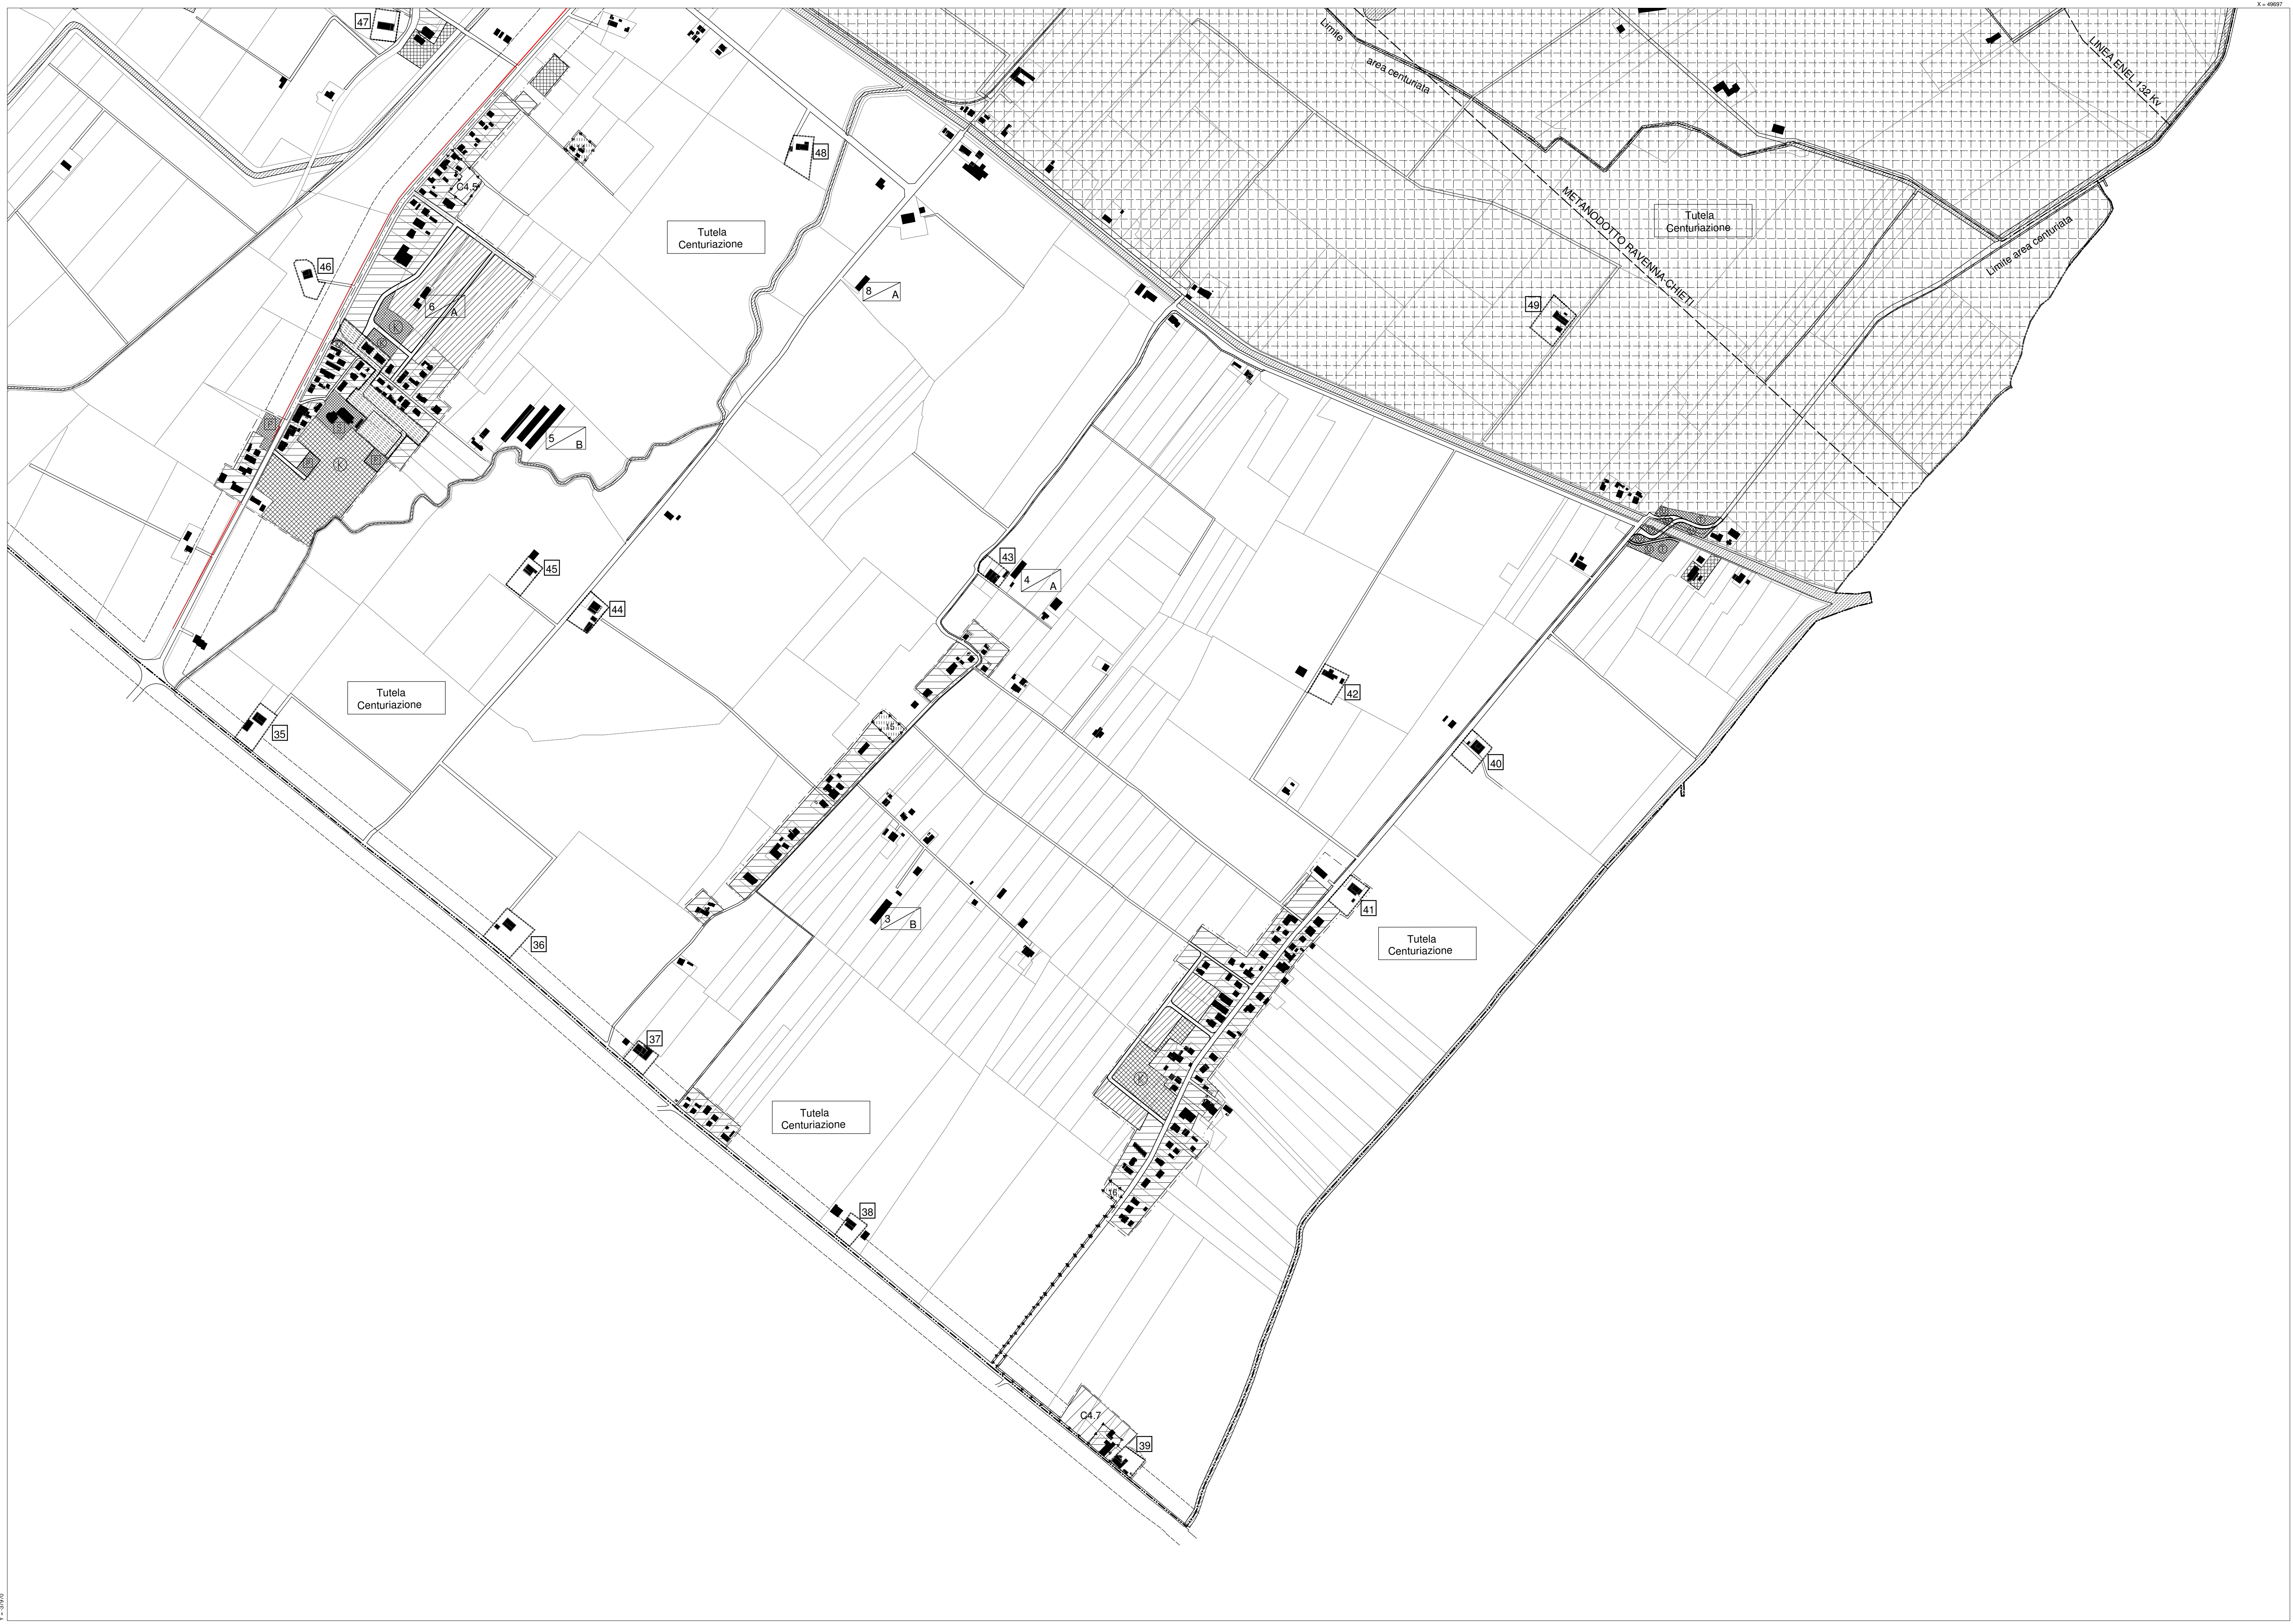 X = 49697
47
Limite
area centuriata
LINEA ENEL 132 Kv
48
C4.5
METANODOTTO RAVENNA-CHIETI
Tutela
Centuriazione
Tutela
Centuriazione
Limite area centuriata
46
8
A
6
A
49
K
5
B
K
43
4
A
45
44
42
Tutela
Centuriazione
15
35
40
3
B
41
36
Tutela
Centuriazione
37
K
Tutela
Centuriazione
16
38
C4.7
39